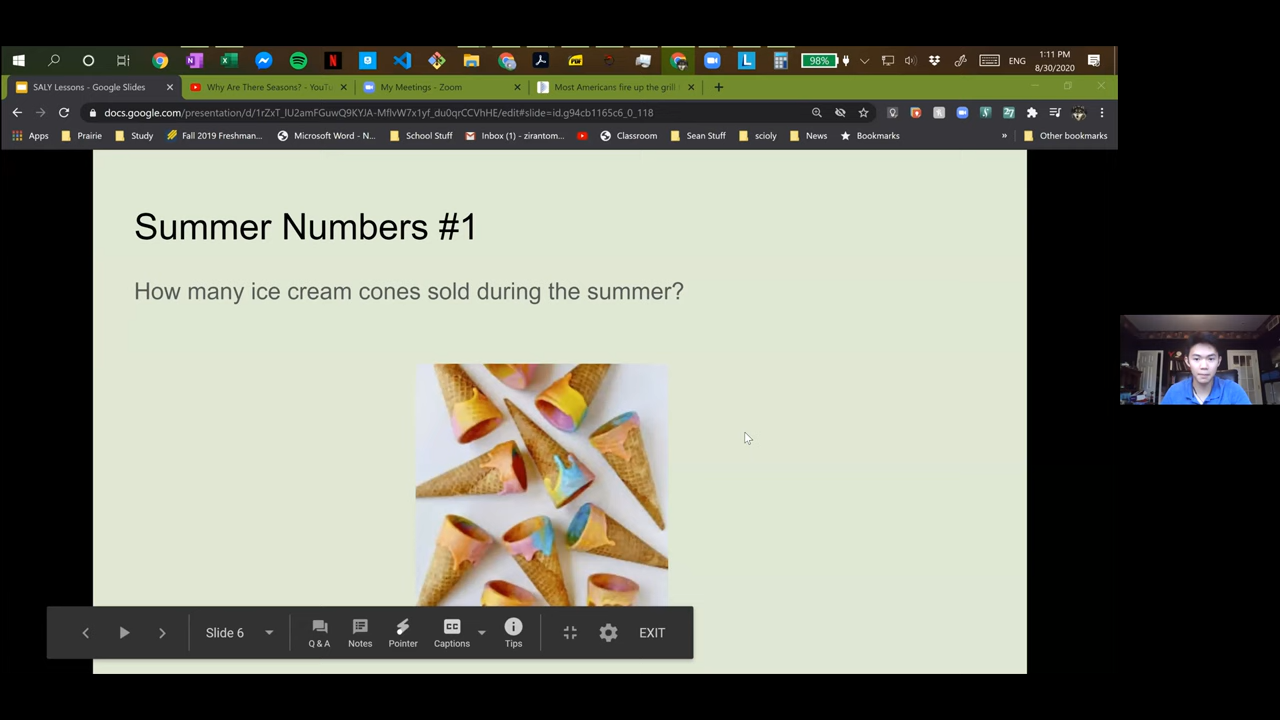 98%
ENG
1:11 PM
8/30/2020
SALY Lessons - Google Slides
Why Are There Seasons? - YouTu
My Meetings - Zoom
Most Americans fire up the grill
docs.google.com/presentation/d/1rZxT_lU2amFGuwQ9KYJA-MflvW7x1yf_du0qrCCVhHE/edit#slide=id.g94cb1165c6_0_118
Apps
Prairie
Study
Fall 2019 Freshman...
Microsoft Word - N...
School Stuff
Inbox (1) - zirantom...
Classroom
Sean Stuff
scioly
News
Bookmarks
Other bookmarks
Summer Numbers #1
How many ice cream cones sold during the summer?
Slide 6
Q & A
Notes
Pointer
CC
Captions
Tips
EXIT